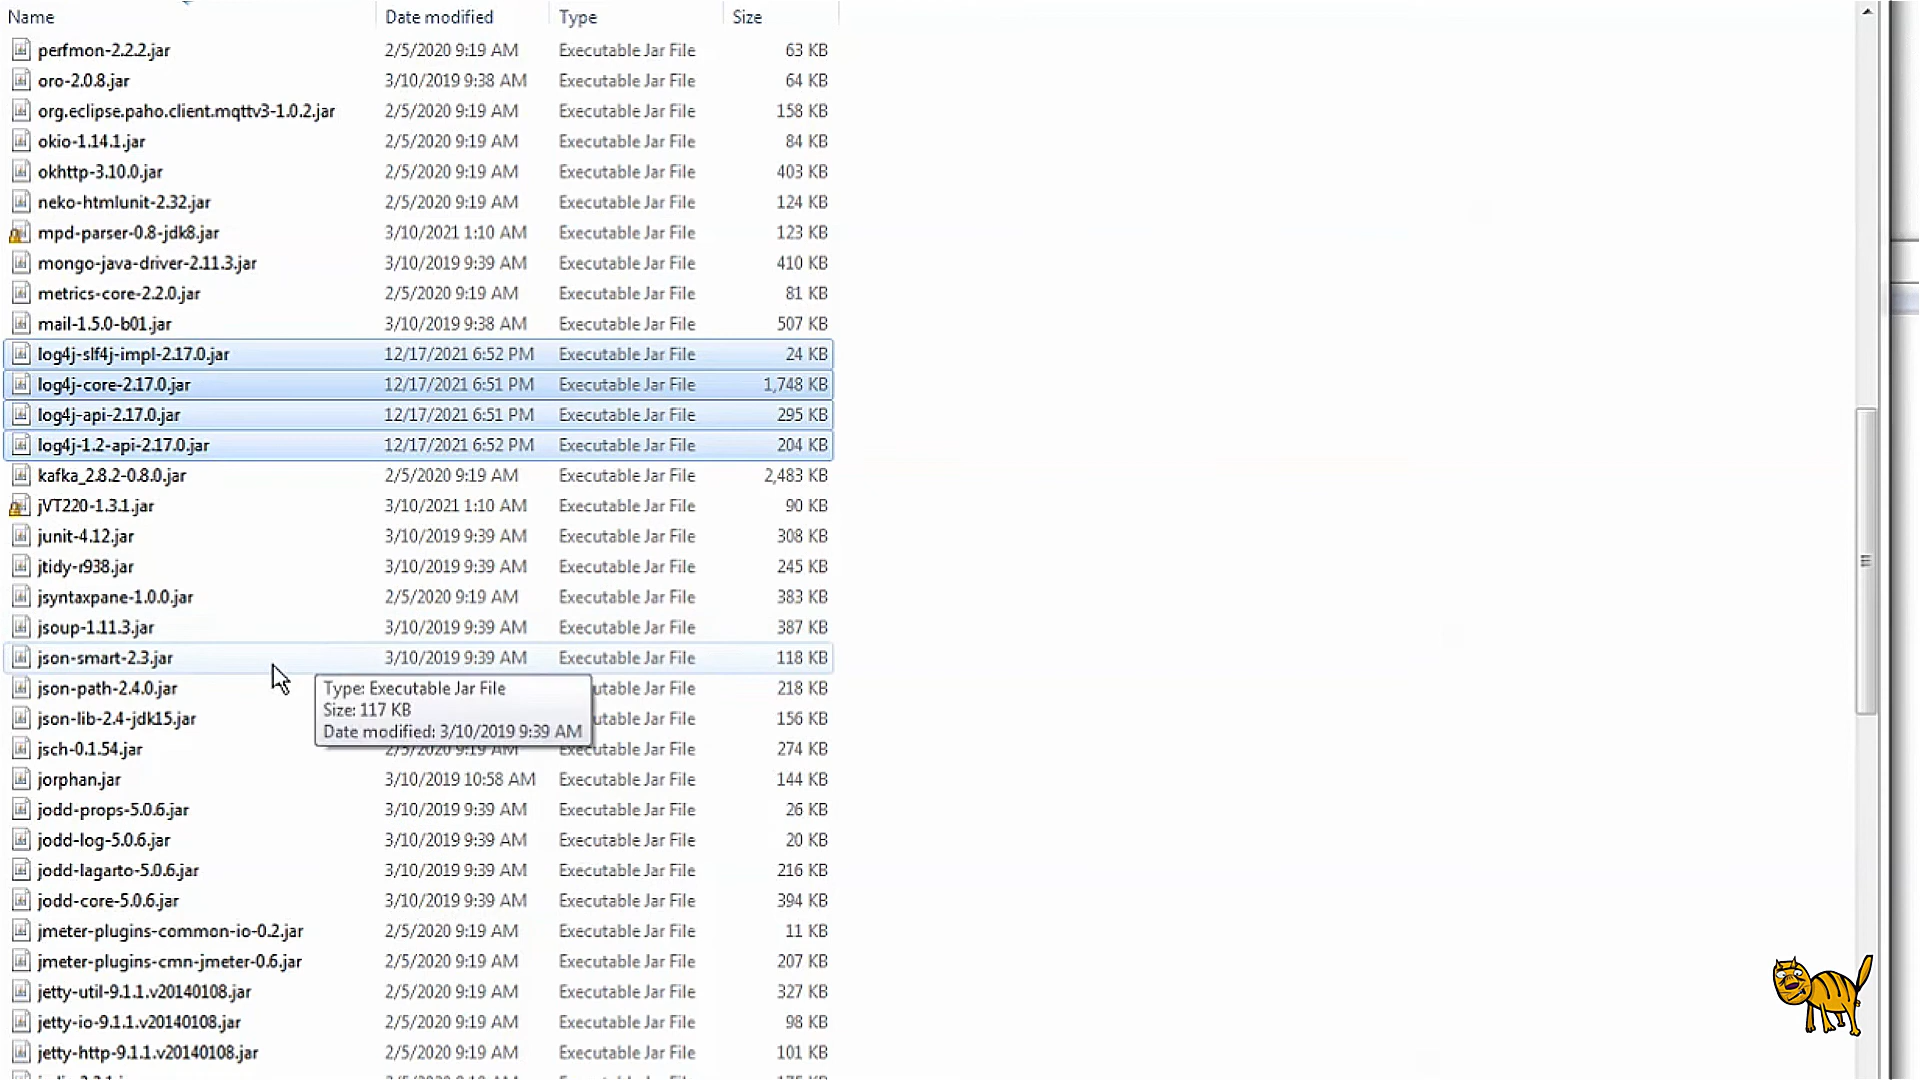 Name Date modified Type Size
perfmon-2.2.2.jar 2/5/2020 9:19 AM Executable Jar File 63 KB
oro-2.0.8.jar 3/10/2019 9:38 AM Executable Jar File 64 KB
org.eclipse.paho.client.mqttv3-1.0.2.jar 2/5/2020 9:19 AM Executable Jar File 158 KB
okio-1.14.1.jar 2/5/2020 9:19 AM Executable Jar File 84 KB
okhttp-3.10.0.jar 2/5/2020 9:19 AM Executable Jar File 403 KB
neko-htmlunit-2.32.jar 2/5/2020 9:19 AM Executable Jar File 124 KB
mpd-parser-0.8-jdk8.jar 3/10/2021 1:10 AM Executable Jar File 123 KB
mongo-java-driver-2.11.3.jar 3/10/2019 9:39 AM Executable Jar File 410 KB
metrics-core-2.2.0.jar 2/5/2020 9:19 AM Executable Jar File 81 KB
mail-1.5.0-b01.jar 3/10/2019 9:38 AM Executable Jar File 507 KB
log4j-slf4j-impl-2.17.0.jar 12/17/2021 6:52 PM Executable Jar File 24 KB
log4j-core-2.17.0.jar 12/17/2021 6:51 PM Executable Jar File 1,748 KB
log4j-api-2.17.0.jar 12/17/2021 6:51 PM Executable Jar File 295 KB
log4j-1.2-api-2.17.0.jar 12/17/2021 6:52 PM Executable Jar File 204 KB
kafka_2.8.2-0.8.0.jar 2/5/2020 9:19 AM Executable Jar File 2,483 KB
jVT220-1.3.1.jar 3/10/2021 1:10 AM Executable Jar File 90 KB
junit-4.12.jar 3/10/2019 9:39 AM Executable Jar File 308 KB
jtidy-r938.jar 3/10/2019 9:39 AM Executable Jar File 245 KB
jsyntaxpane-1.0.0.jar 2/5/2020 9:19 AM Executable Jar File 383 KB
jsoup-1.11.3.jar 3/10/2019 9:39 AM Executable Jar File 387 KB
json-smart-2.3.jar 3/10/2019 9:39 AM Executable Jar File 118 KB
json-path-2.4.0.jar Type: Executable Jar File utable Jar File 218 KB
Size: 117 KB
json-lib-2.4-jdk15.jar Date modified: 3/10/2019 9:39 AM utable Jar File 156 KB
jsch-0.1.54.jar 2/5/2020 9:19 AM Executable Jar File 274 KB
jorphan.jar 3/10/2019 10:58 AM Executable Jar File 144 KB
jodd-props-5.0.6.jar 3/10/2019 9:39 AM Executable Jar File 26 KB
jodd-log-5.0.6.jar 3/10/2019 9:39 AM Executable Jar File 20 KB
jodd-lagarto-5.0.6.jar 3/10/2019 9:39 AM Executable Jar File 216 KB
jodd-core-5.0.6.jar 3/10/2019 9:39 AM Executable Jar File 394 KB
jmeter-plugins-common-io-0.2.jar 2/5/2020 9:19 AM Executable Jar File 11 KB
jmeter-plugins-cmn-jmeter-0.6.jar 2/5/2020 9:19 AM Executable Jar File 207 KB
jetty-util-9.1.1.v20140108.jar 2/5/2020 9:19 AM Executable Jar File 327 KB
jetty-io-9.1.1.v20140108.jar 2/5/2020 9:19 AM Executable Jar File 98 KB
jetty-http-9.1.1.v20140108.jar 2/5/2020 9:19 AM Executable Jar File 101 KB